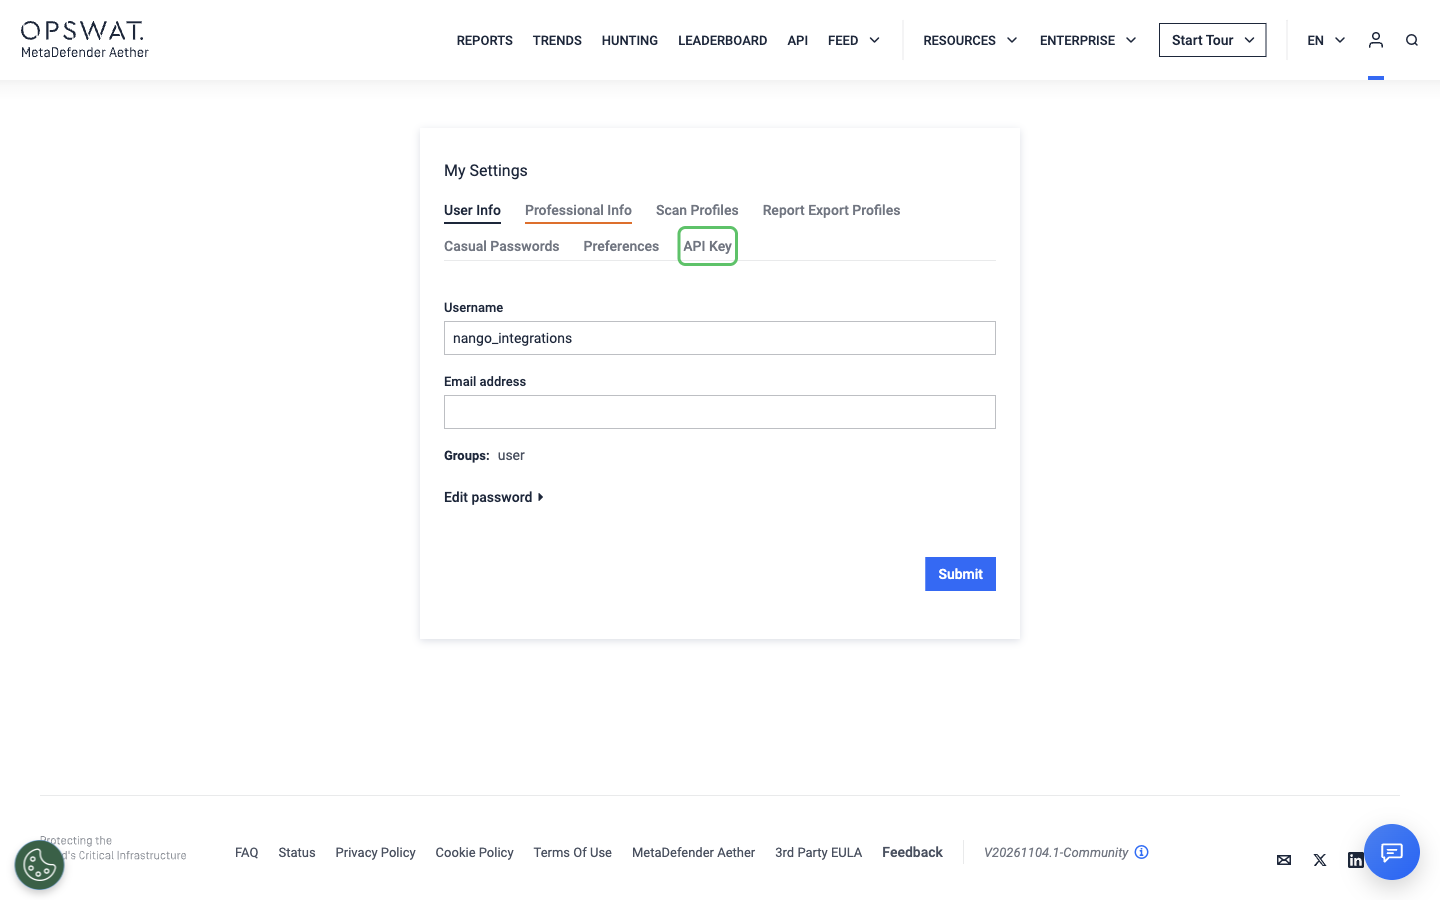 OPSWAT.
MetaDefender Aether
REPORTS TRENDS HUNTING LEADERBOARD API FEED RESOURCES ENTERPRISE Start Tour EN
My Settings
User Info Professional Info Scan Profiles Report Export Profiles
Casual Passwords Preferences API Key
Username
nango_integrations
Email address
Groups: user
Edit password
Submit
Protecting the
's Critical Infrastructure
FAQ Status Privacy Policy Cookie Policy Terms Of Use MetaDefender Aether 3rd Party EULA Feedback V20261104.1-Community